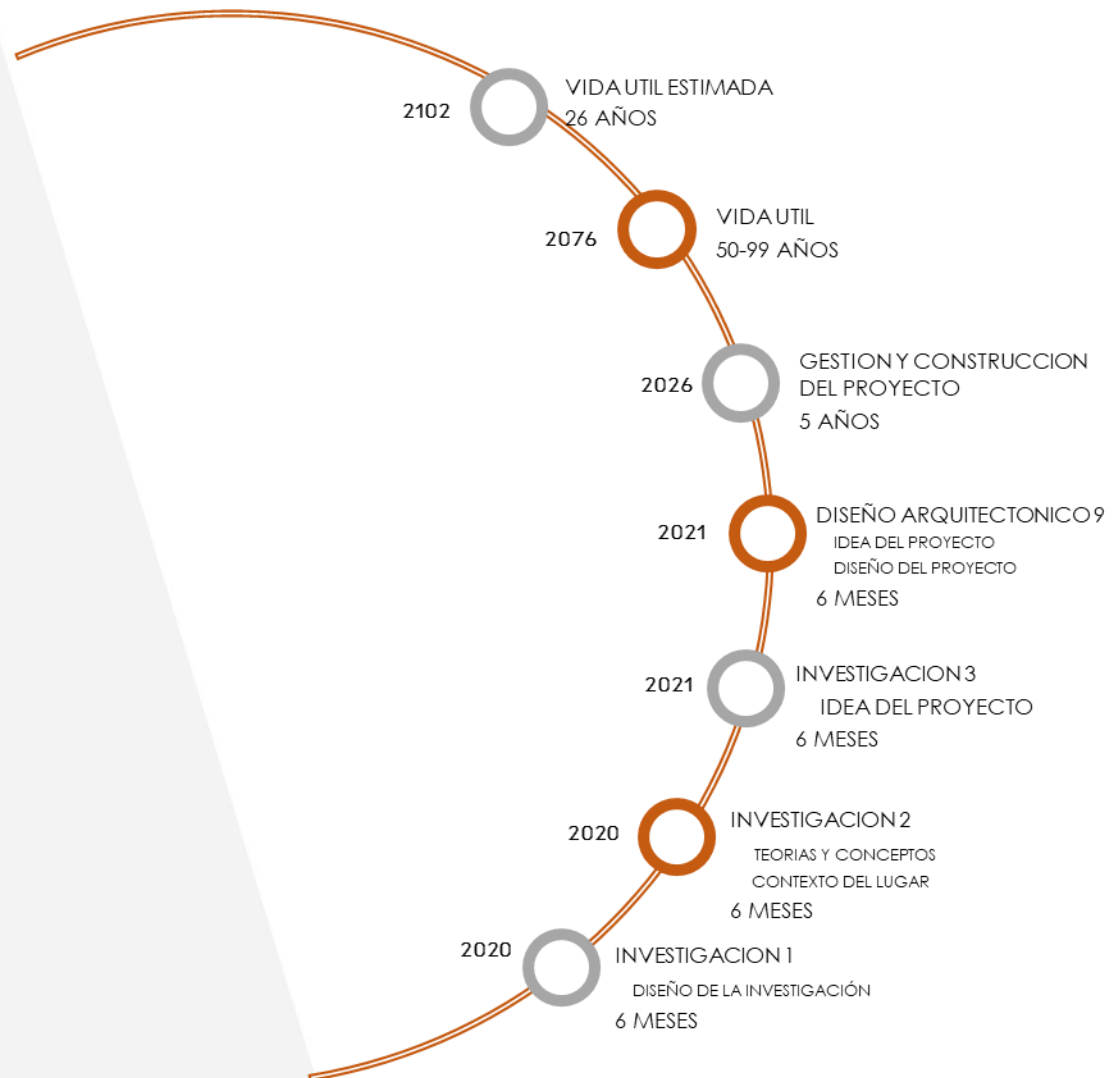 2102
VIDA UTIL ESTIMADA
26 AÑOS
2076
VIDA UTIL
50-99 AÑOS
2026
GESTION Y CONSTRUCCION
DEL PROYECTO
5 AÑOS
2021
DISEÑO ARQUITECTONICO 9
IDEA DEL PROYECTO
DISEÑO DEL PROYECTO
6 MESES
2021
INVESTIGACION 3
IDEA DEL PROYECTO
6 MESES
2020
INVESTIGACION 2
TEORIAS Y CONCEPTOS
CONTEXTO DEL LUGAR
6 MESES
2020
INVESTIGACION 1
DISEÑO DE LA INVESTIGACIÓN
6 MESES